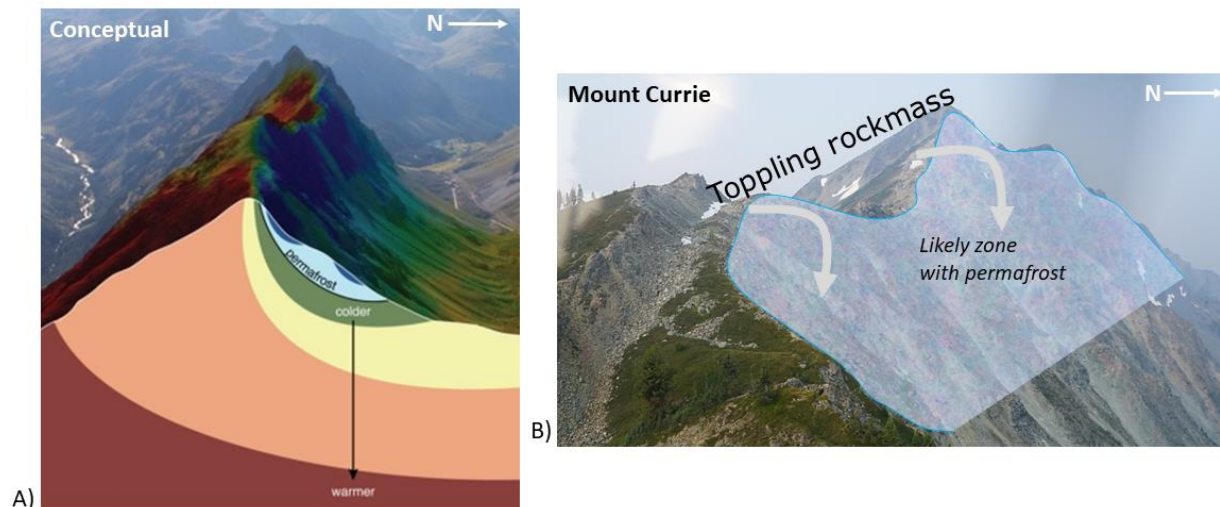 Conceptual
N
permafrost
colder
warmer
A)
Mount Currie
N
Toppling rockmass
Likely zone
with permafrost
B)